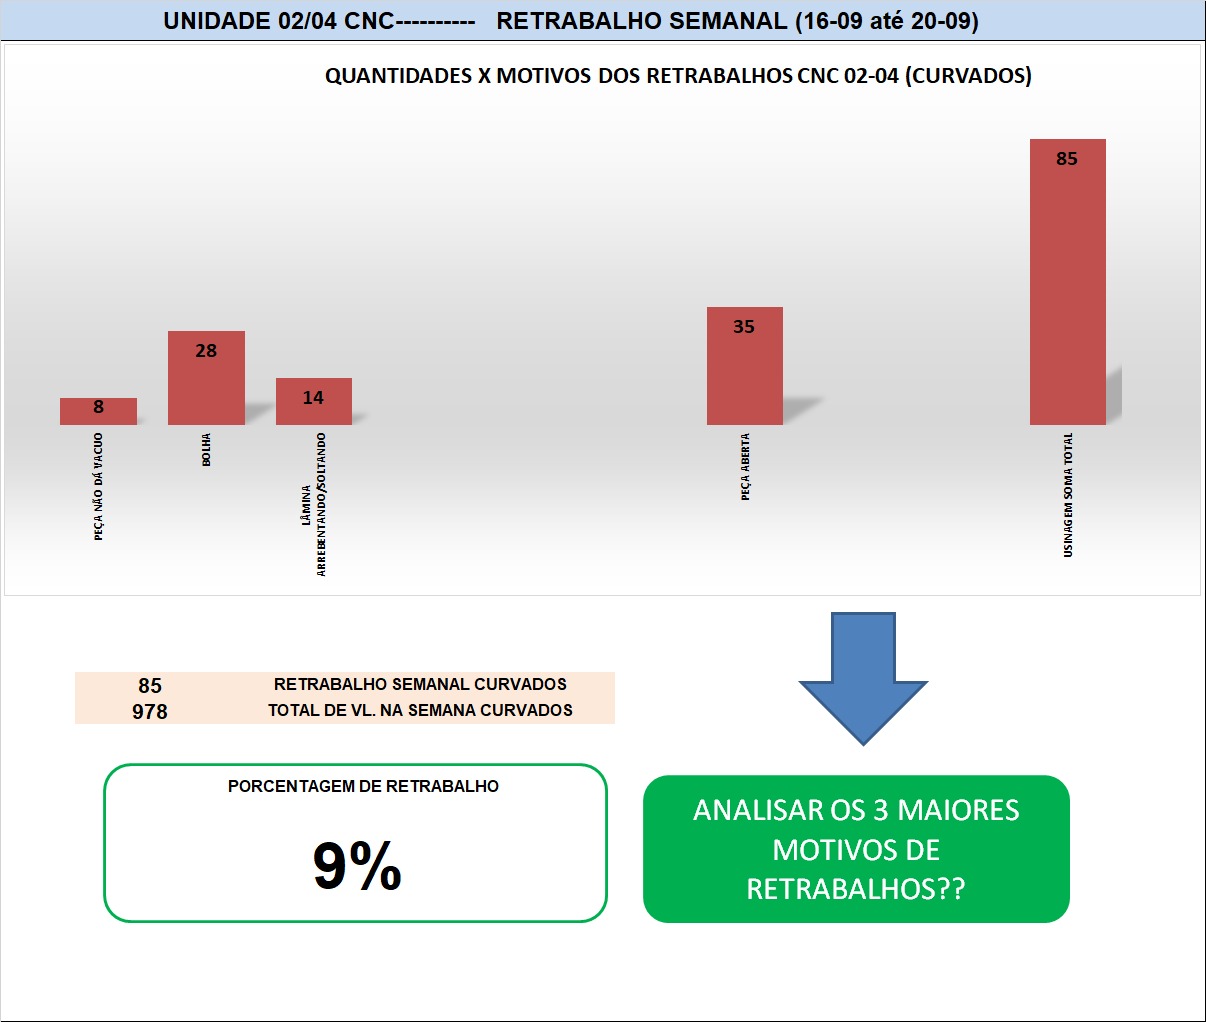 UNIDADE 02/04 CNC---------- RETRABALHO SEMANAL (16-09 até 20-09)
QUANTIDADES X MOTIVOS DOS RETRABALHOS CNC 02-04 (CURVADOS)
8
28
14
35
85
PEÇA NÃO DÁ VACUO
BOLHA
LÂMINA
ARREBENTANDO/SOLTANDO
PEÇA ABERTA
USINAGEM SOMA TOTAL
85 RETRABALHO SEMANAL CURVADOS
978 TOTAL DE VL. NA SEMANA CURVADOS
PORCENTAGEM DE RETRABALHO
9%
ANALISAR OS 3 MAIORES
MOTIVOS DE
RETRABALHOS??